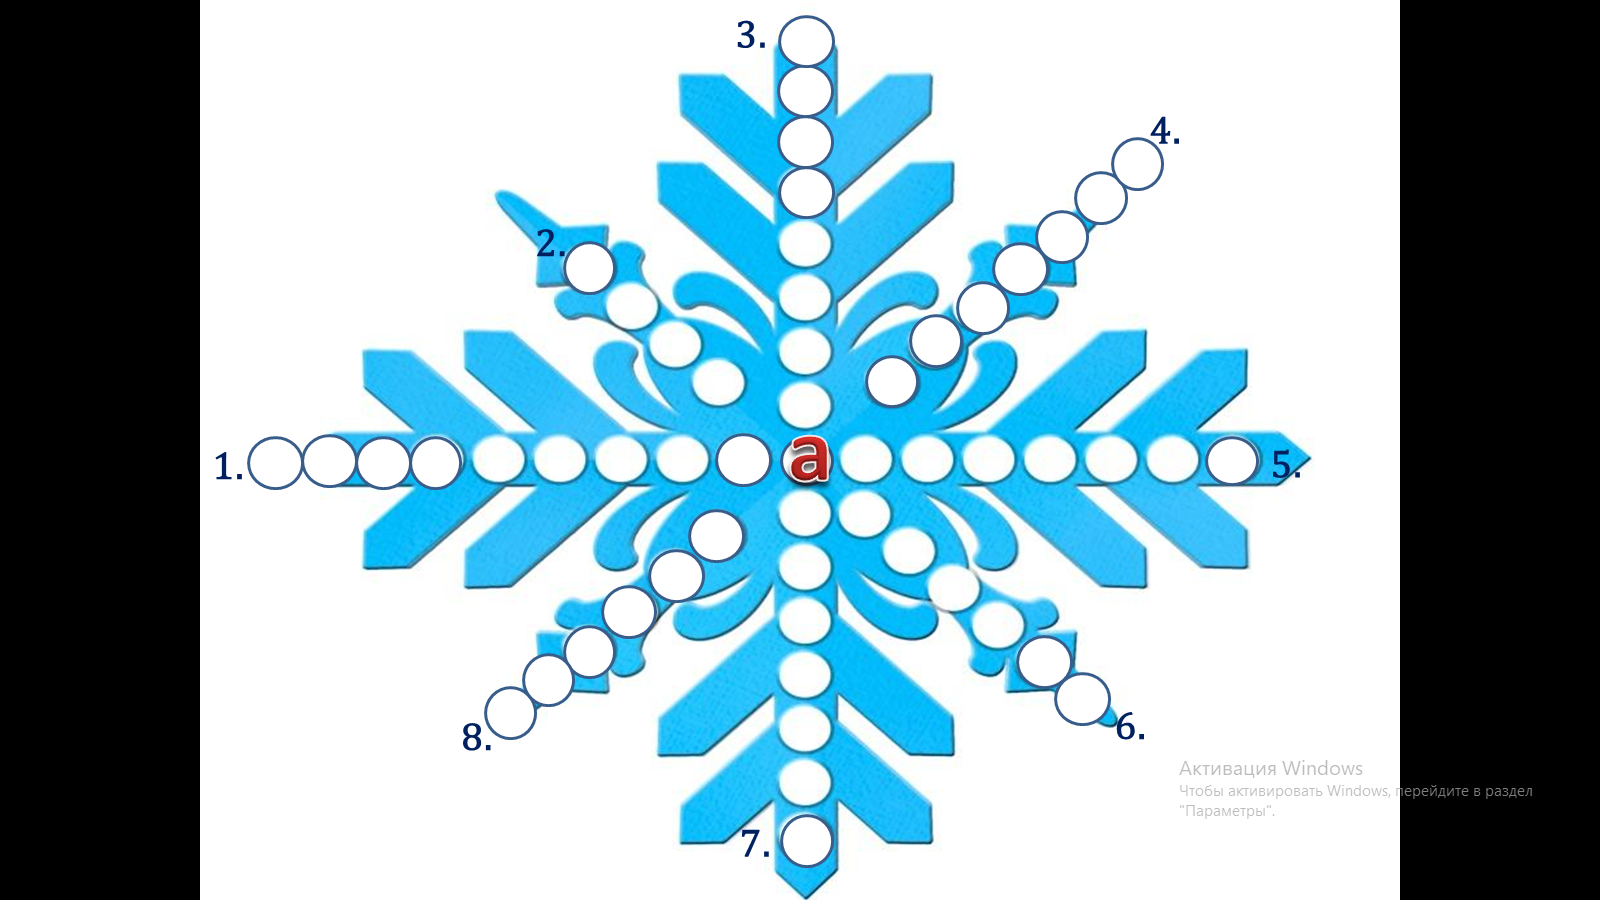 3.
4.
2.
1.
а
5.
6.
8.
7.
Активация Windows
Чтобы активировать Windows, перейдите в раздел
"Параметры".